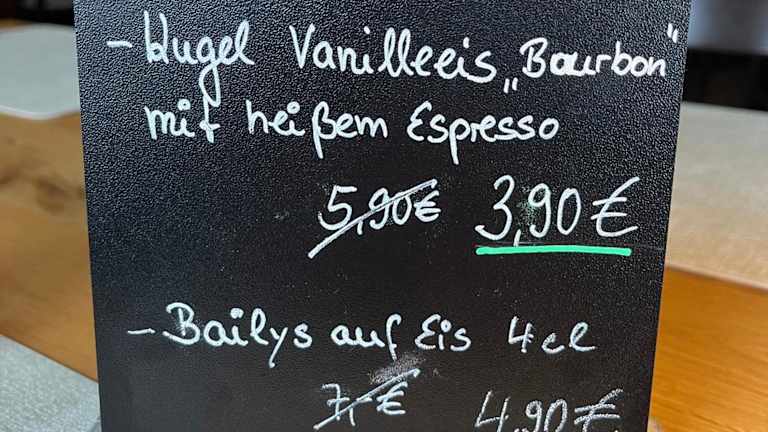 - Kugel Vanilleeis „Bourbon"
mit heißem Espresso
5,90€ 3,90€
- Bailys auf Eis 4cl
7,-€ 4,90€